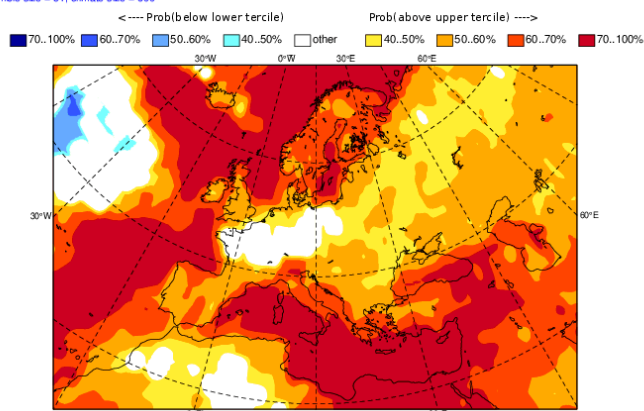 <---- Prob(below lower tercile)
Prob(above upper tercile) ---->
70..100%
60..70%
50..60%
40..50%
other
40..50%
50..60%
60..70%
70..100%
30°W
0°W
30°E
60°E
30°W
60°E